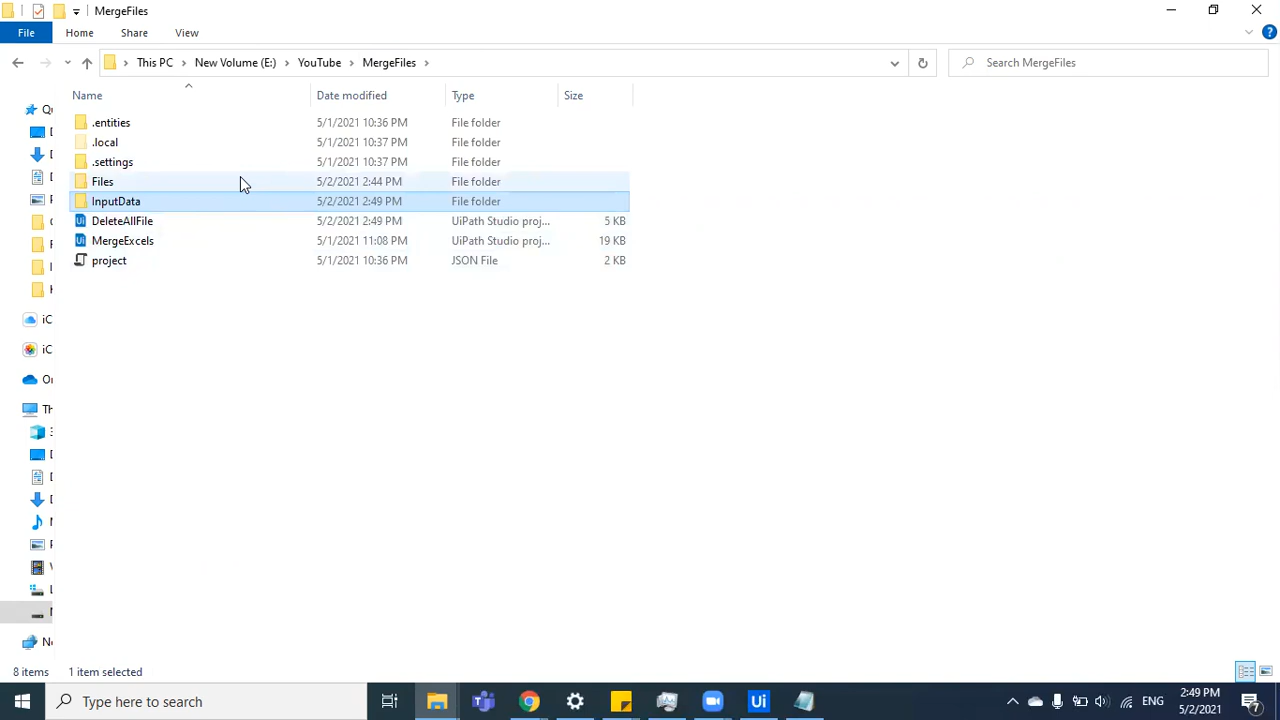 MergeFiles
File Home Share View
This PC New Volume (E:) YouTube MergeFiles Search MergeFiles
Name Date modified Type Size
.entities 5/1/2021 10:36 PM File folder
.local 5/1/2021 10:37 PM File folder
.settings 5/1/2021 10:37 PM File folder
Files 5/2/2021 2:44 PM File folder
InputData 5/2/2021 2:49 PM File folder
DeleteAllFile 5/2/2021 2:49 PM UiPath Studio proj... 5 KB
MergeExcels 5/1/2021 11:08 PM UiPath Studio proj... 19 KB
project 5/1/2021 10:36 PM JSON File 2 KB
8 items 1 item selected
Type here to search Ui ENG 2:49 PM
5/2/2021 7